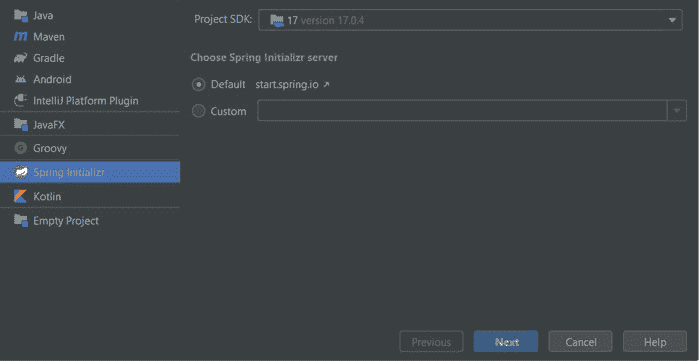 Java
Maven
Gradle
Android
IntelliJ Platform Plugin
JavaFX
Groovy
Spring Initializr
Kotlin
Empty Project
Project SDK: 17 version 17.0.4
Choose Spring Initializr server
Default start.spring.io ↗
Custom
Previous Next Cancel Help